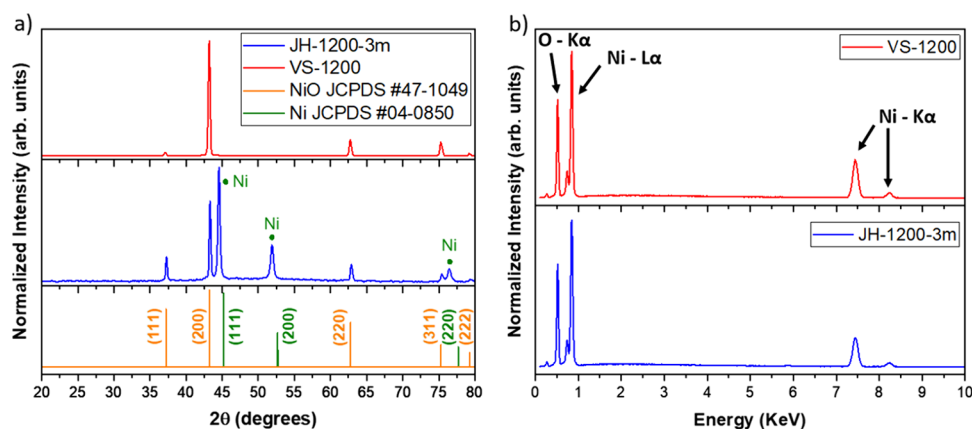 a)
JH-1200-3m
VS-1200
NiO JCPDS #47-1049
Ni JCPDS #04-0850
Normalized Intensity (arb. units)
Ni
Ni
Ni
(111)
(200)
(111)
(200)
(220)
(311)
(220)
(222)
20 25 30 35 40 45 50 55 60 65 70 75 80
2θ (degrees)
b)
O - Kα
Ni - Lα
VS-1200
Ni - Kα
Normalized Intensity (arb. units)
JH-1200-3m
0 1 2 3 4 5 6 7 8 9 10
Energy (KeV)